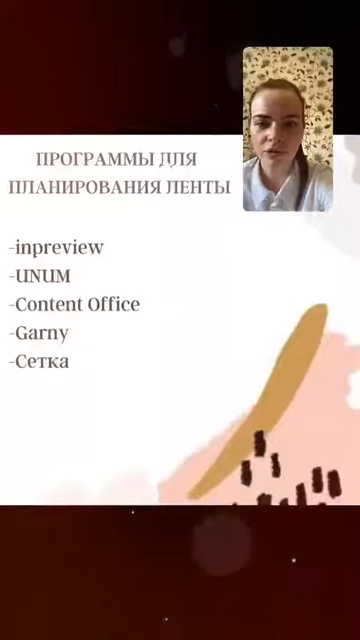 ПРОГРАММЫ ДЛЯ
ПЛАНИРОВАНИЯ ЛЕНТЫ
-inpreview
-UNUM
-Content Office
-Garny
-Сетка